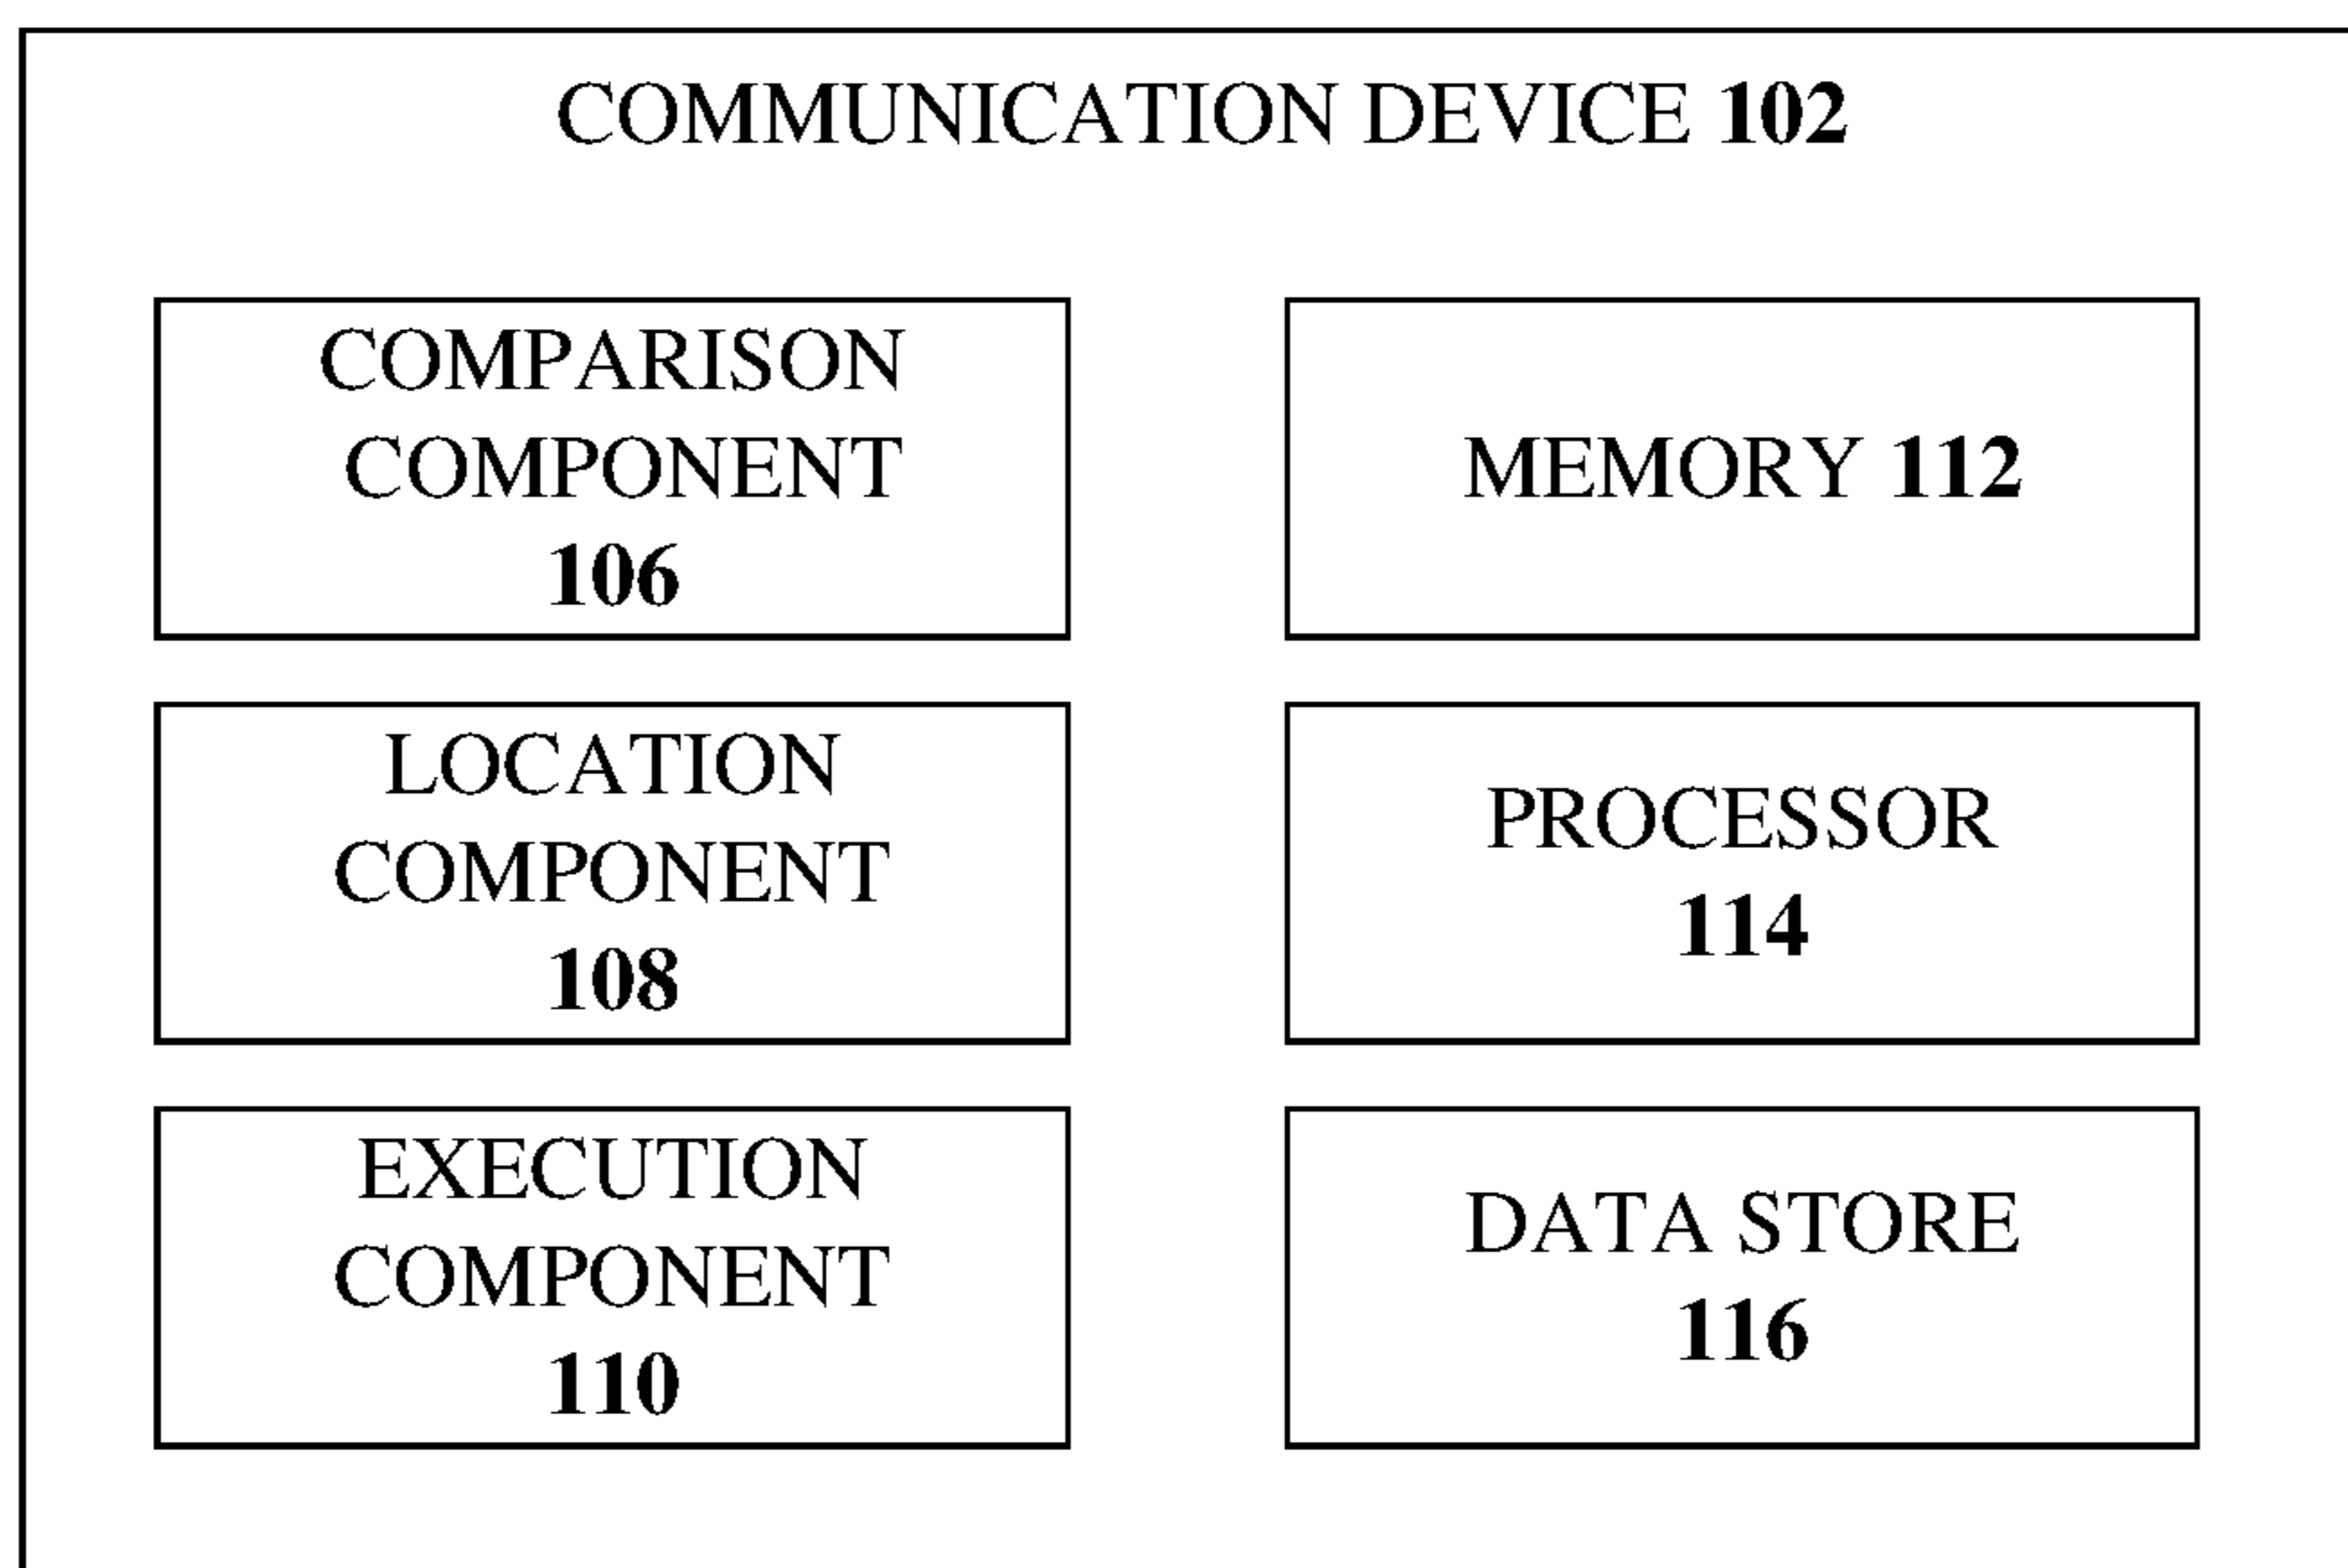 COMMUNICATION DEVICE 102
COMPARISON
COMPONENT
106
MEMORY 112
LOCATION
COMPONENT
108
PROCESSOR
114
EXECUTION
COMPONENT
110
DATA STORE
116